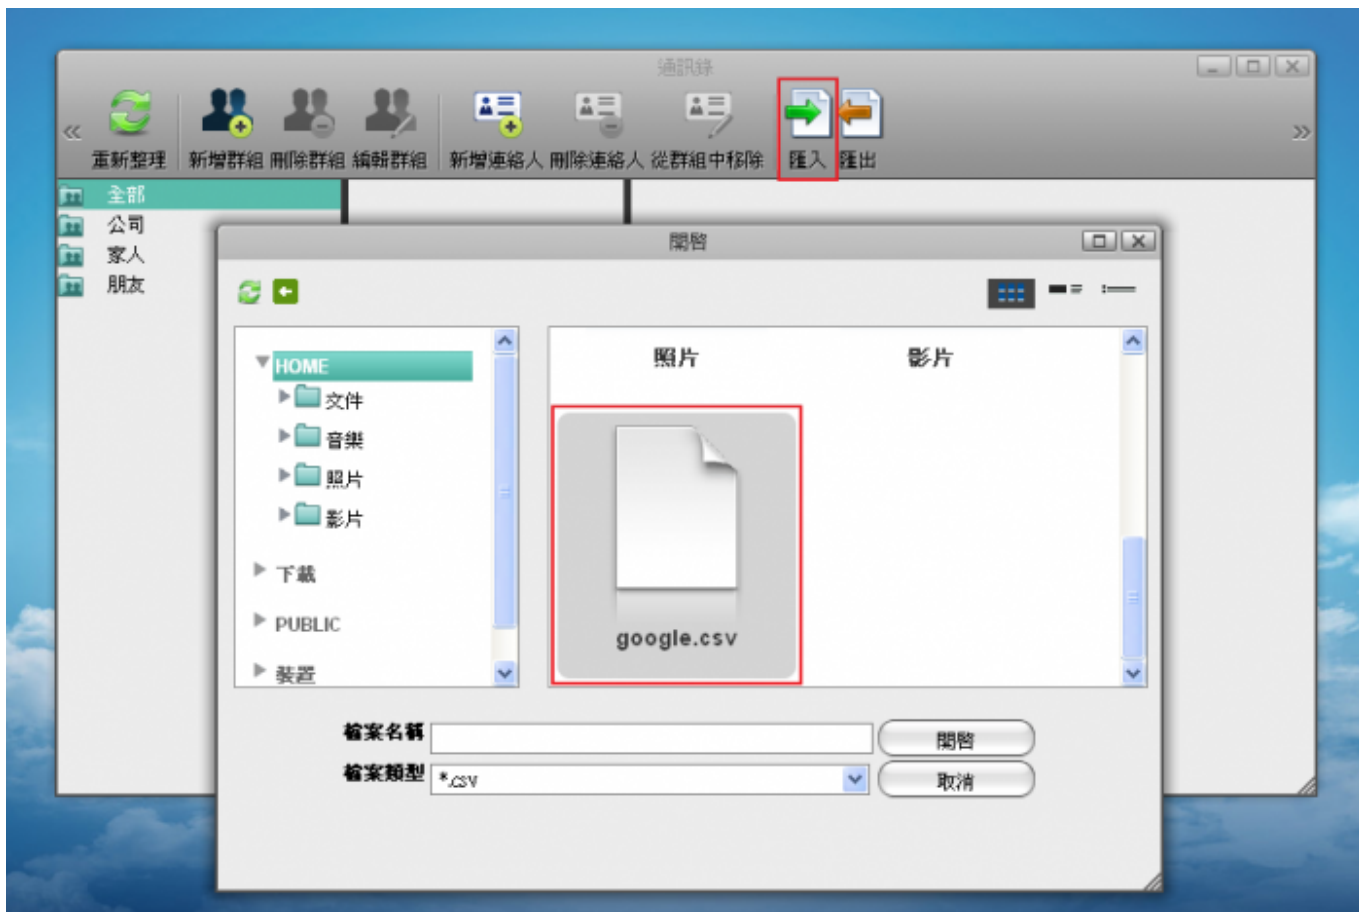 通訊錄
重新整理 新增群組 刪除群組 編輯群組 新增連絡人 刪除連絡人 從群組中移除 匯入 匯出
全部
公司
家人
朋友
開啓
HOME
文件
音樂
照片
影片
下載
PUBLIC
裝置
照片 影片
google.csv
檔案名稱
開啓
檔案類型 *.csv
取消